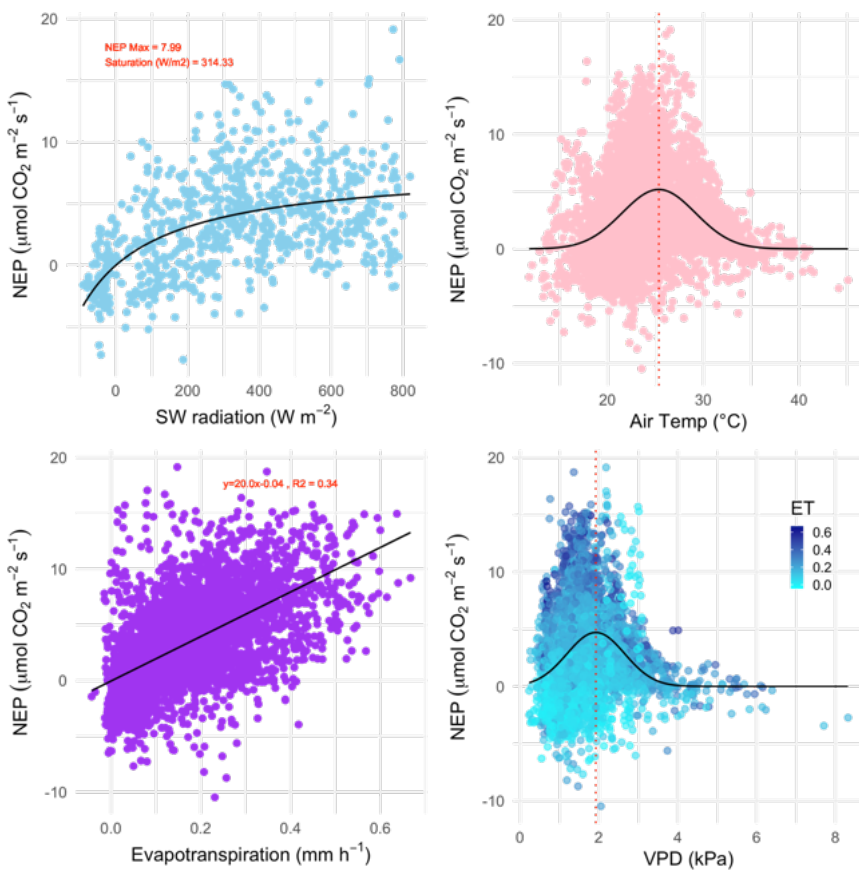 20
10
0
NEP (μmol CO₂ m⁻² s⁻¹)
NEP Max = 7.99
Saturation (W/m2) = 314.33
0 200 400 600 800
SW radiation (W m⁻²)
20
10
0
-10
NEP (μmol CO₂ m⁻² s⁻¹)
20 30 40
Air Temp (°C)
20
10
0
-10
NEP (μmol CO₂ m⁻² s⁻¹)
y=20.0x-0.04 , R2 = 0.34
0.0 0.2 0.4 0.6
Evapotranspiration (mm h⁻¹)
20
10
0
-10
NEP (μmol CO₂ m⁻² s⁻¹)
ET
0.6
0.4
0.2
0.0
0 2 4 6 8
VPD (kPa)